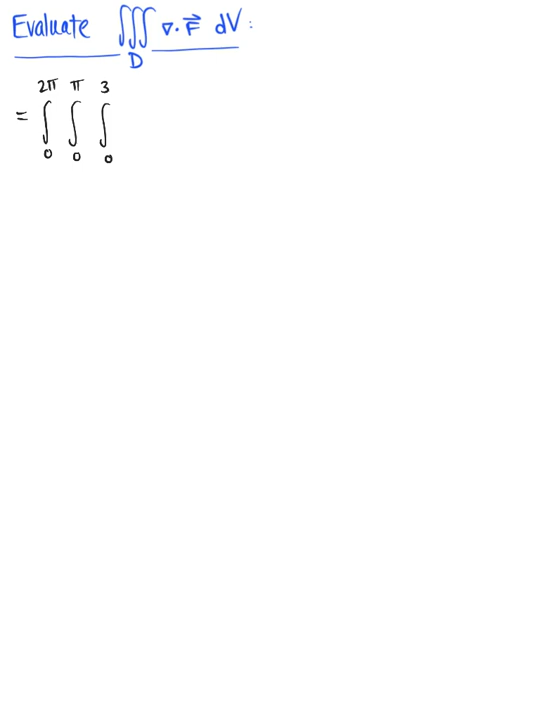 Evaluate ∭_D ∇·F⃗ dV:
= ∫_0^{2π} ∫_0^π ∫_0^3